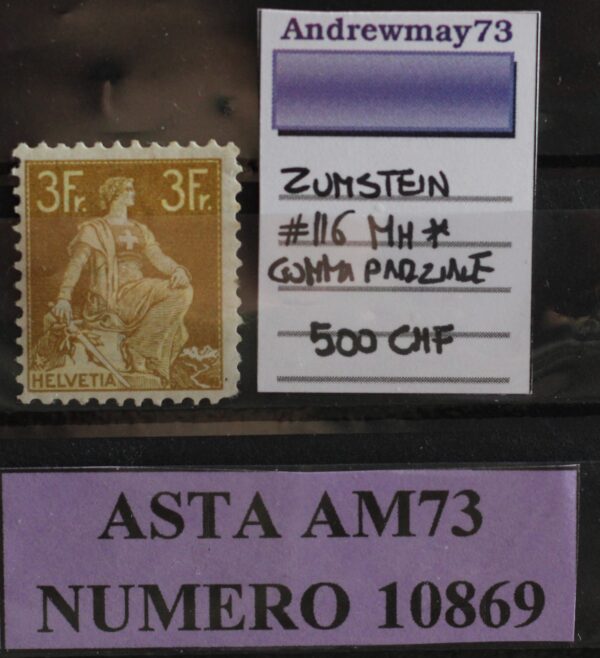 3Fr. 3Fr.
HELVETIA
Andrewmay73
ZUMSTEIN
#116 MH*
GOMMA PARZIALE
500 CHF
ASTA AM73
NUMERO 10869